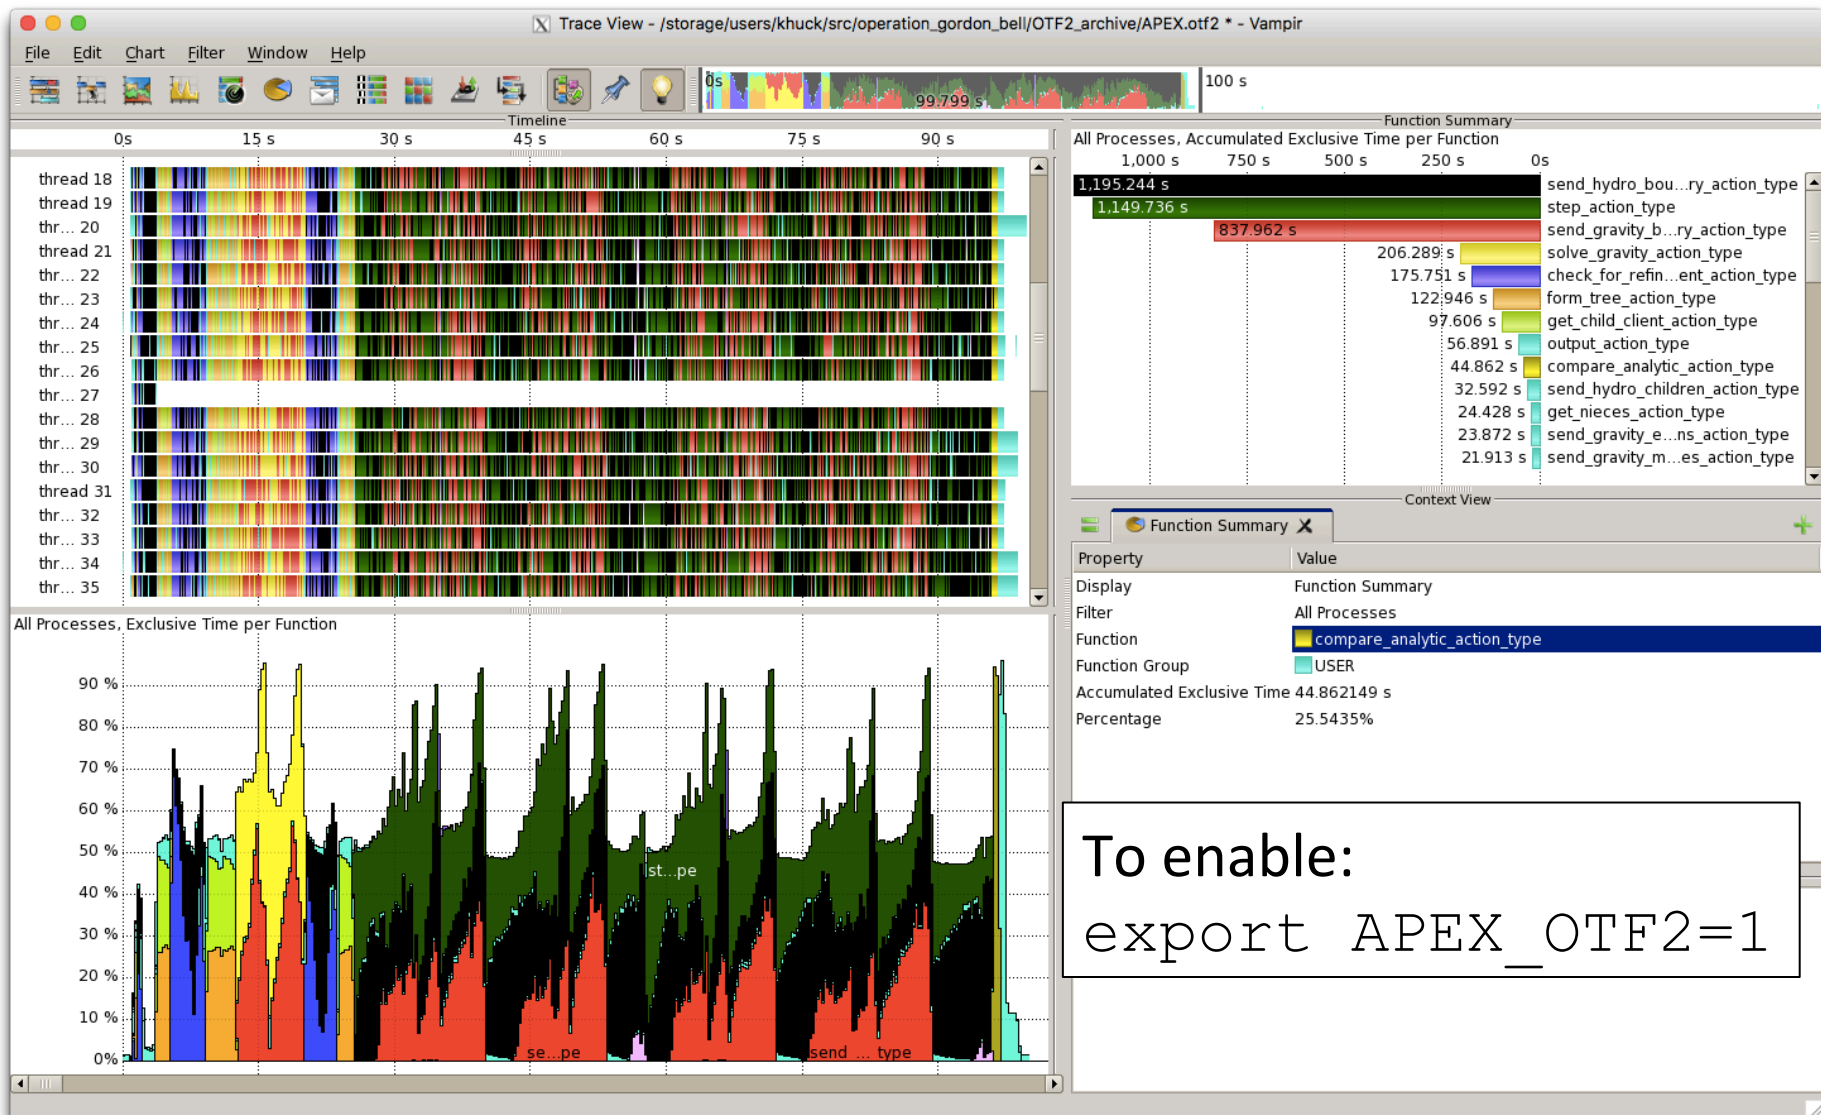 Trace View - /storage/users/khuck/src/operation_gordon_bell/OTF2_archive/APEX.otf2 * - Vampir
File Edit Chart Filter Window Help
0s 99.799 s 100 s
Timeline
0s 15 s 30 s 45 s 60 s 75 s 90 s
thread 18
thread 19
thr... 20
thread 21
thr... 22
thr... 23
thr... 24
thr... 25
thr... 26
thr... 27
thr... 28
thr... 29
thr... 30
thread 31
thr... 32
thr... 33
thr... 34
thr... 35
All Processes, Exclusive Time per Function
90 %
80 %
70 %
60 %
50 %
40 %
30 %
20 %
10 %
0%
st...pe
se...pe
send ... type
Function Summary
All Processes, Accumulated Exclusive Time per Function
1,000 s 750 s 500 s 250 s 0s
1,195.244 s send_hydro_bou...ry_action_type
1,149.736 s step_action_type
837.962 s send_gravity_b...ry_action_type
206.289 s solve_gravity_action_type
175.751 s check_for_refin...ent_action_type
122.946 s form_tree_action_type
97.606 s get_child_client_action_type
56.891 s output_action_type
44.862 s compare_analytic_action_type
32.592 s send_hydro_children_action_type
24.428 s get_nieces_action_type
23.872 s send_gravity_e...ns_action_type
21.913 s send_gravity_m...es_action_type
Context View
Function Summary
Property Value
Display Function Summary
Filter All Processes
Function compare_analytic_action_type
Function Group USER
Accumulated Exclusive Time 44.862149 s
Percentage 25.5435%
To enable:
export APEX_OTF2=1